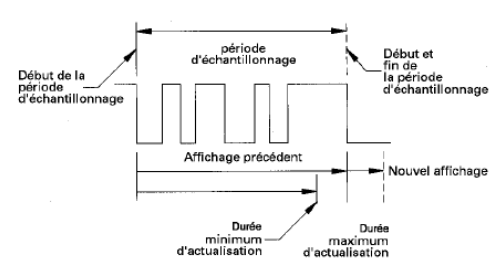 période
d'échantillonnage
Début de la
période
d'échantillonnage
Début et
fin de
la période
d'échantillonnage
Affichage précédent
Nouvel affichage
Durée
minimum
d'actualisation
Durée
maximum
d'actualisation